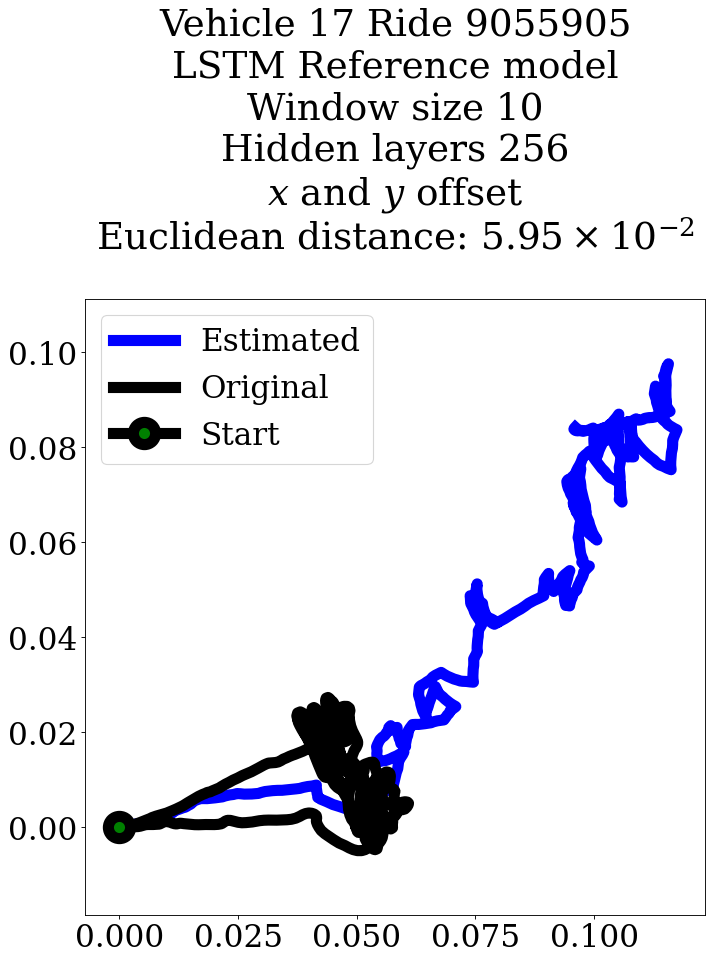 Vehicle 17 Ride 9055905
LSTM Reference model
Window size 10
Hidden layers 256
x and y offset
Euclidean distance: 5.95 × 10⁻²
Estimated
Original
Start
0.10
0.08
0.06
0.04
0.02
0.00
0.000 0.025 0.050 0.075 0.100